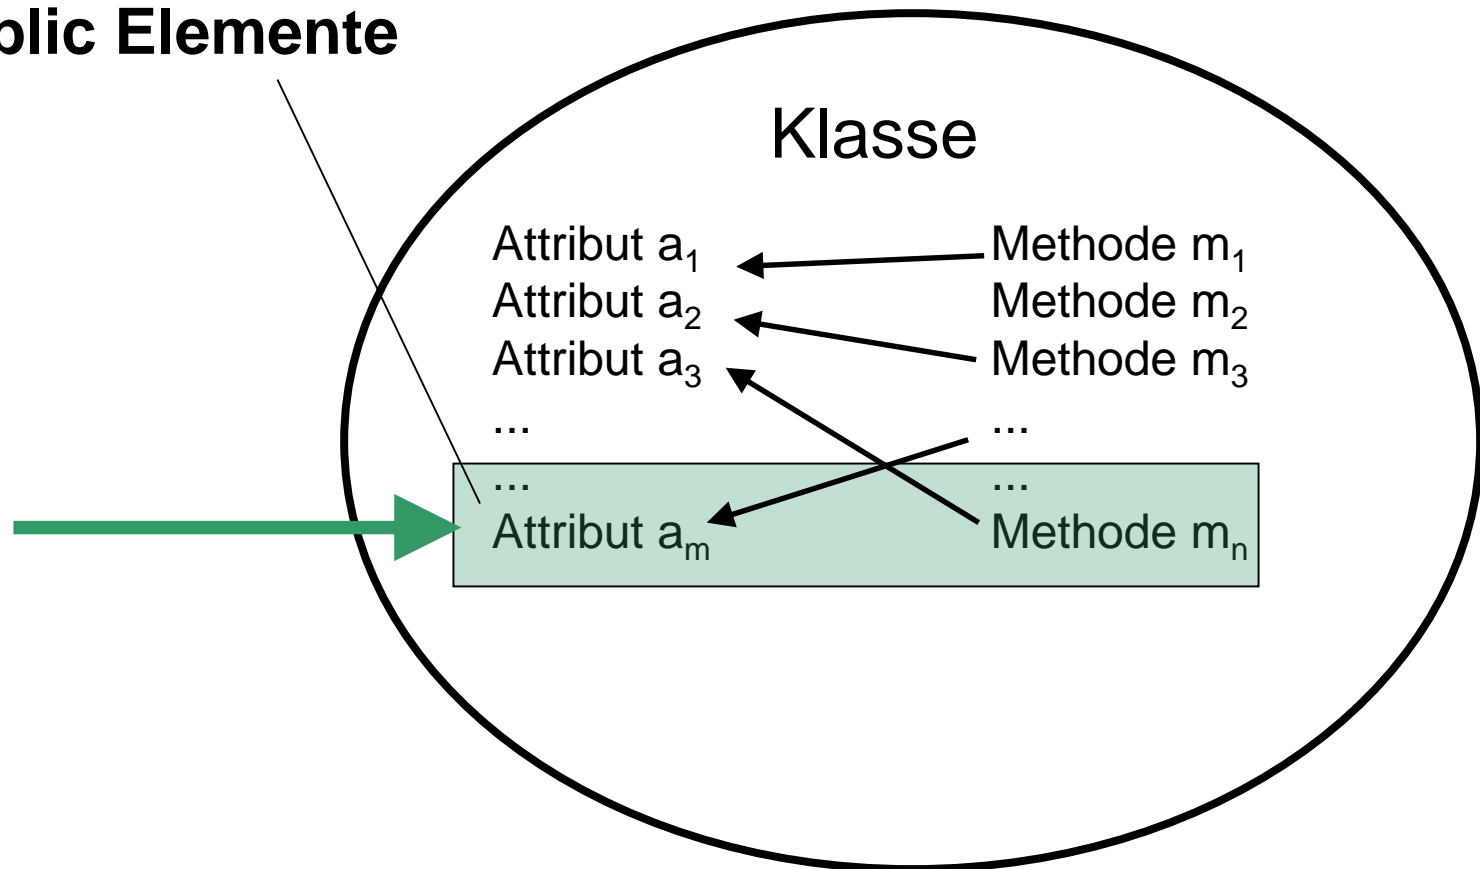 blic Elemente
Klasse
Attribut a₁ Methode m₁
Attribut a₂ Methode m₂
Attribut a₃ Methode m₃
... ...
... ...
Attribut aₘ Methode mₙ